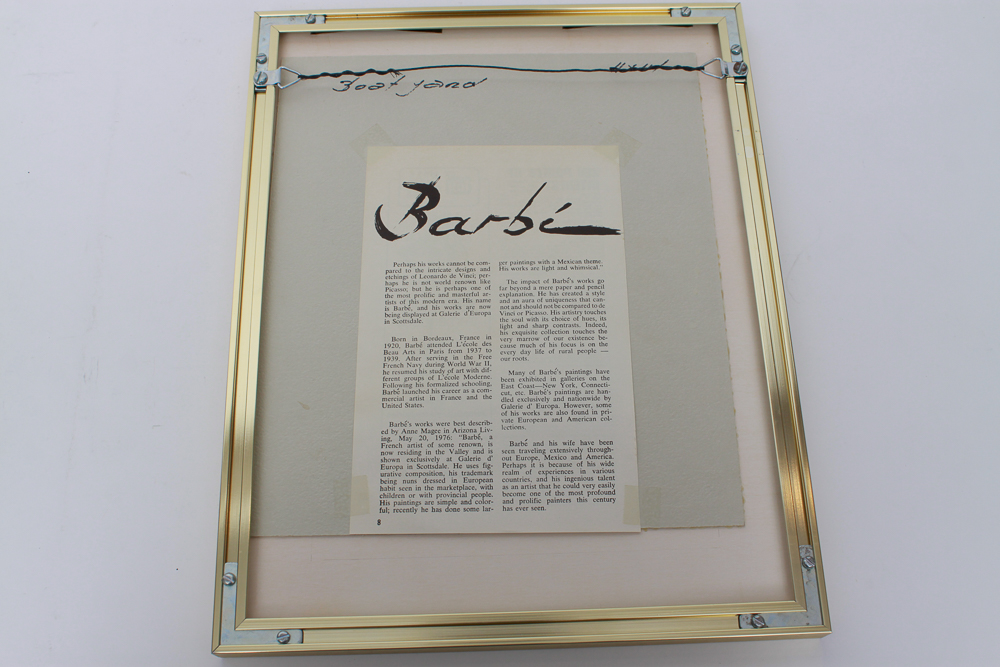 Boat yard
Barbé
Perhaps his works cannot be com-
pared to the intricate designs and
etchings of Leonardo de Vinci; per-
haps he is not world renown like
Picasso; but he is perhaps one of
the most prolific and masterful ar-
tists of this modern era. His name
is Barbé, and his works are now
being displayed at Galerie d'Europa
in Scottsdale.
Born in Bordeaux, France in
1920, Barbé attended L'école des
Beau Arts in Paris from 1937 to
1939. After serving in the Free
French Navy during World War II,
he resumed his study of art with dif-
ferent groups of L'école Moderne.
Following his formalized schooling,
Barbé launched his career as a com-
mercial artist in France and the
United States.
Barbé's works were best describ-
ed by Anne Magee in Arizona Liv-
ing, May 20, 1976: "Barbé, a
French artist of some renown, is
now residing in the Valley and is
shown exclusively at Galerie d'
Europa in Scottsdale. He uses fig-
urative composition, his trademark
being nuns dressed in European
habit seen in the marketplace, with
children or with provincial people.
His paintings are simple and color-
ful; recently he has done some lar-
8
ger paintings with a Mexican theme.
His works are light and whimsical."
The impact of Barbé's works go
far beyond a mere paper and pencil
explanation. He has created a style
and an aura of uniqueness that can-
not and should not be compared to de
Vinci or Picasso. His artistry touches
the soul with its choice of hues, its
light and sharp contrasts. Indeed,
his exquisite collection touches the
very marrow of our existence be-
cause much of his focus is on the
every day life of rural people —
our roots.
Many of Barbé's paintings have
been exhibited in galleries on the
East Coast—New York, Connecti-
cut, etc. Barbé's paintings are han-
dled exclusively and nationwide by
Galerie d' Europa. However, some
of his works are also found in pri-
vate European and American col-
lections.
Barbé and his wife have been
seen traveling extensively through-
out Europe, Mexico and America.
Perhaps it is because of his wide
realm of experiences in various
countries, and his ingenious talent
as an artist that he could very easily
become one of the most profound
and prolific painters this century
has ever seen.